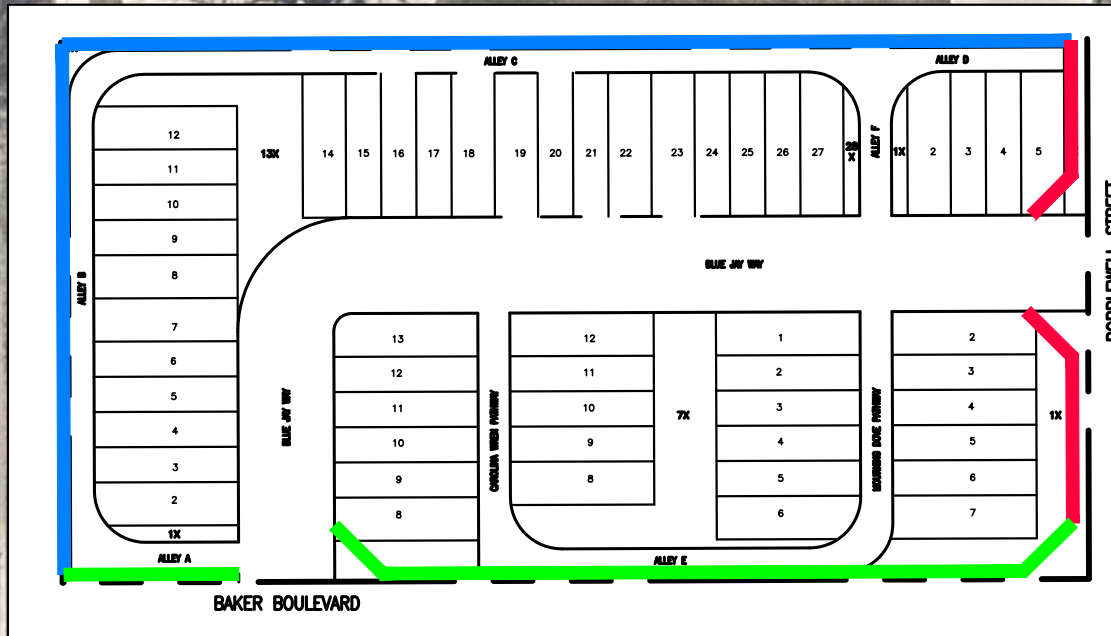 ALLEY C
ALLEY D
12
11
10
9
8
7
6
5
4
3
2
1X
ALLEY B
ALLEY A
13X
14
15
16
17
18
19
20
21
22
23
24
25
26
27
X
ALLEY F
1X
2
3
4
5
BLUE JAY WAY
BLUE JAY WAY
13
12
11
10
9
8
CAROLINA WREN PATHWAY
12
11
10
9
8
7X
1
2
3
4
5
6
MOURNING DOVE PATHWAY
2
3
4
5
6
7
1X
ALLEY E
STREET
BAKER BOULEVARD